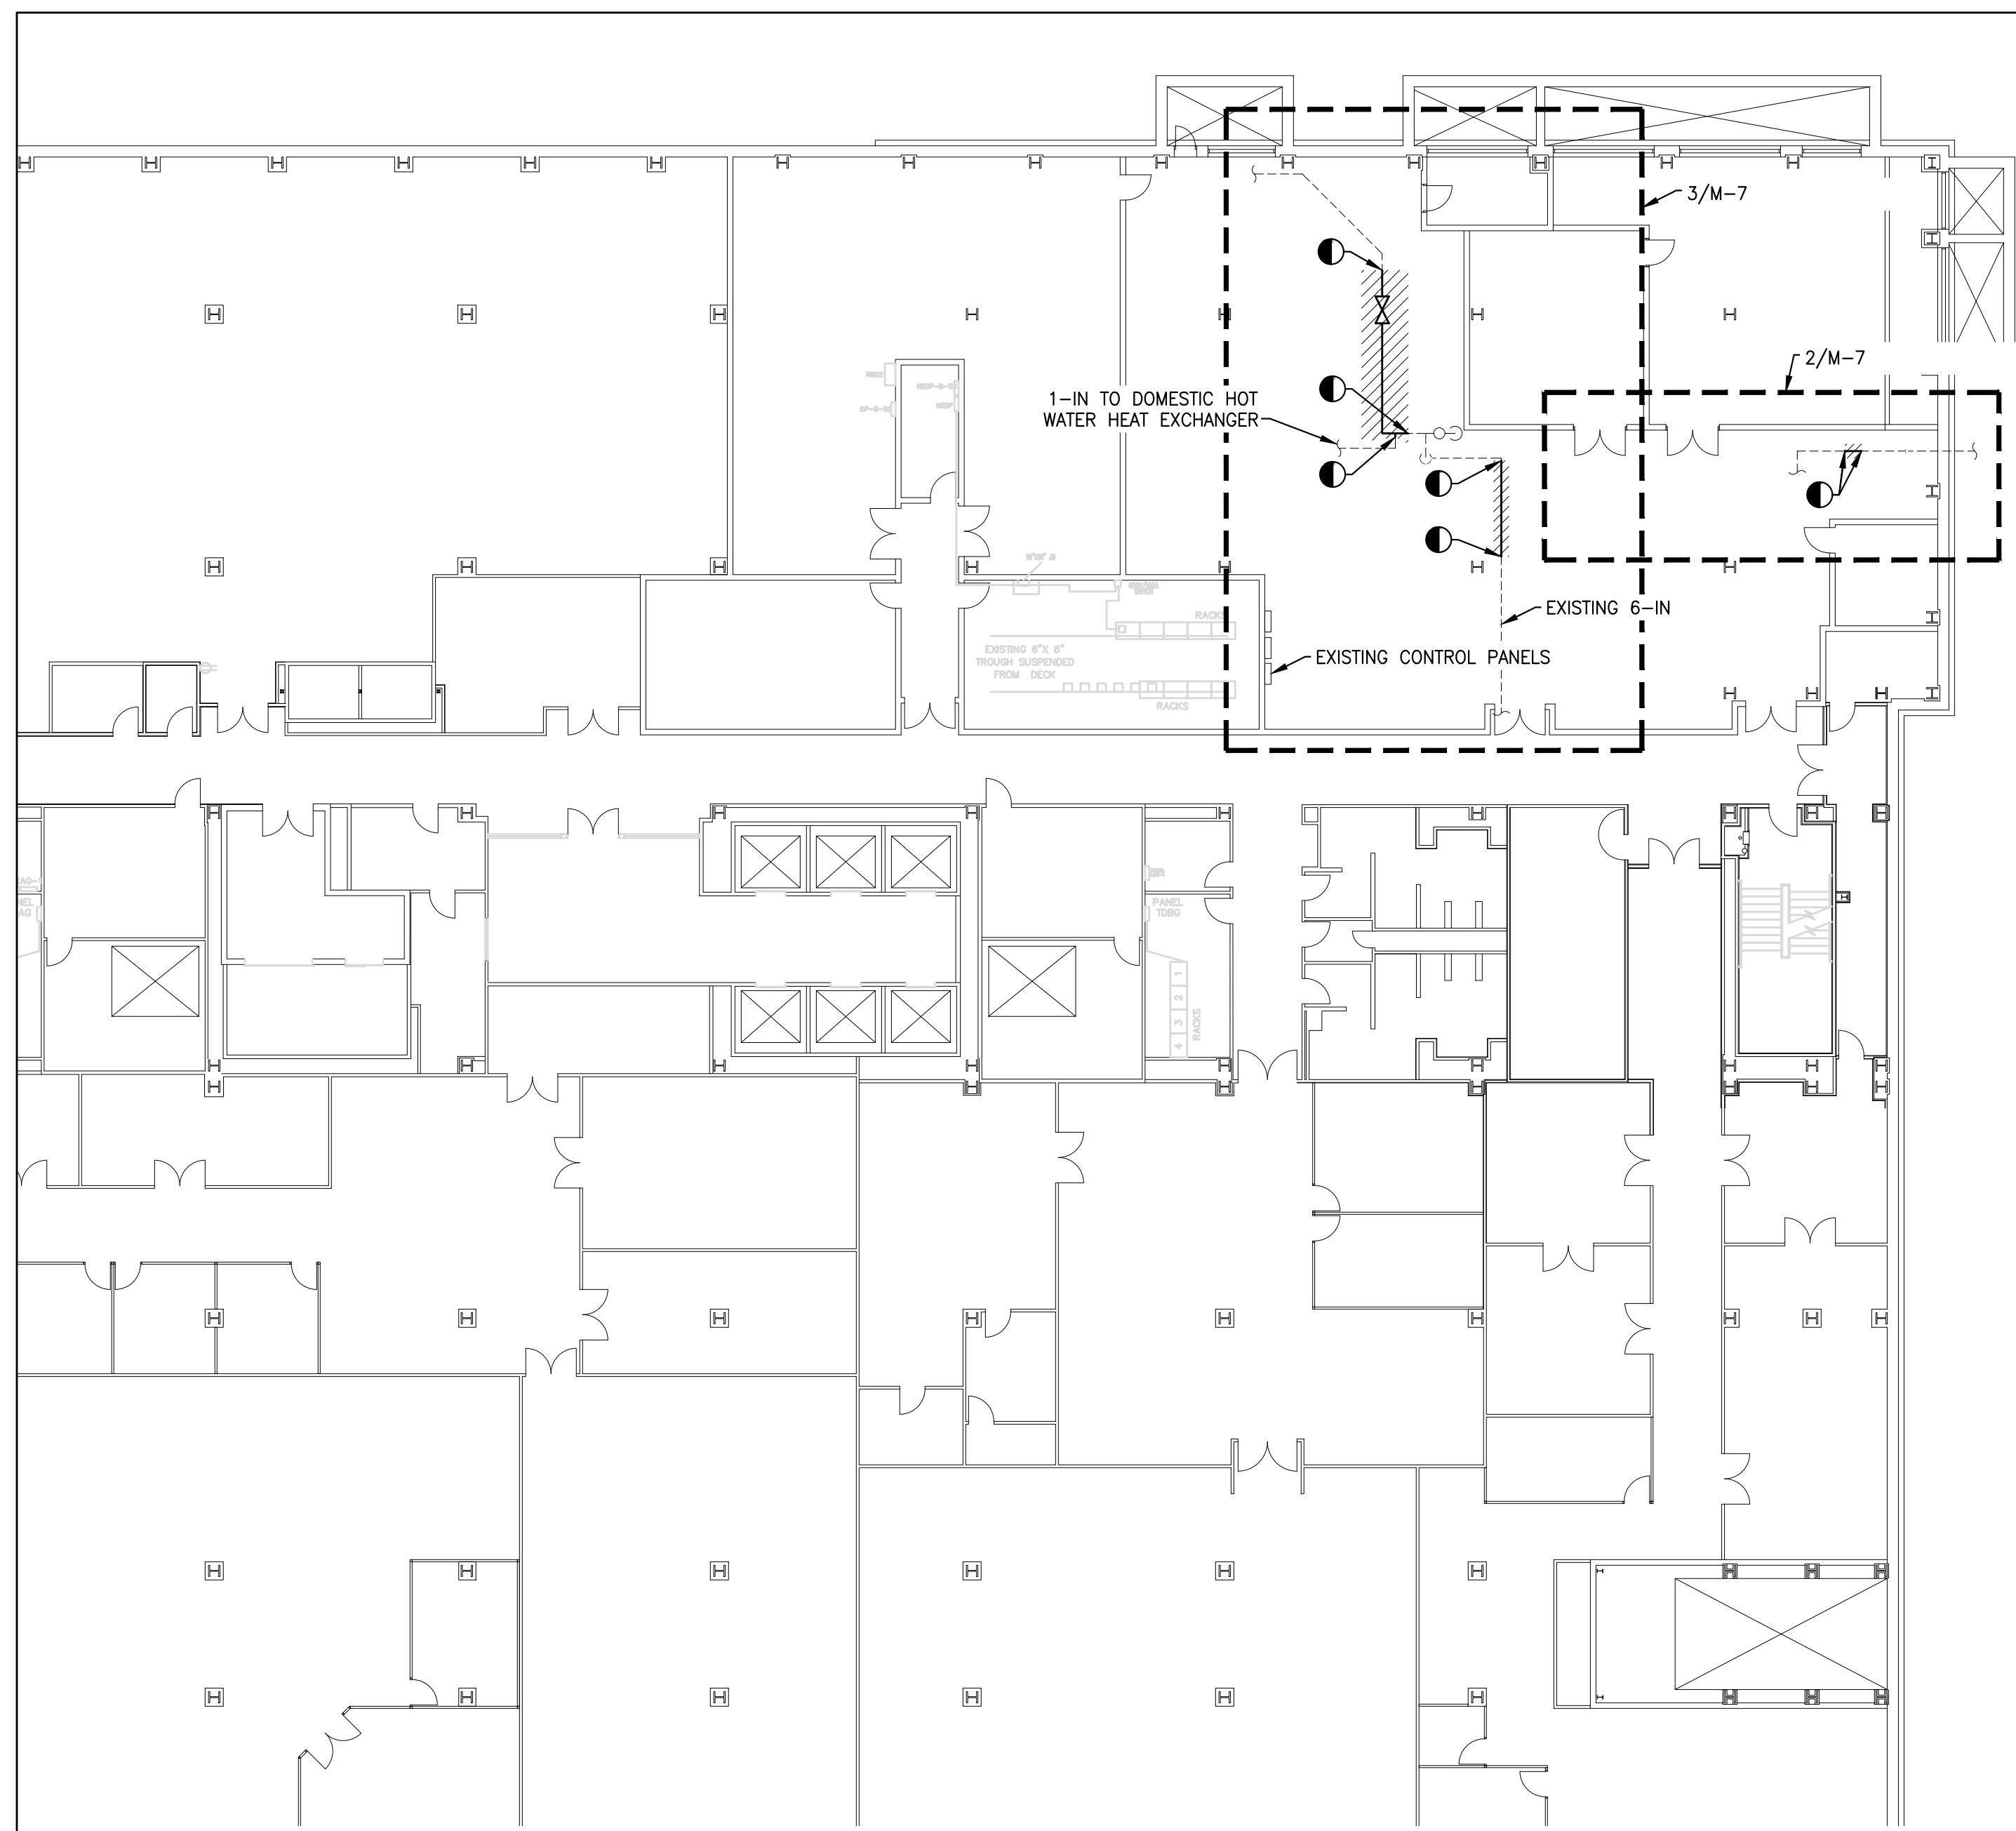 3/M-7
2/M-7
1-IN TO DOMESTIC HOT
WATER HEAT EXCHANGER
EXISTING 6-IN
EXISTING CONTROL PANELS
RACKS
EXISTING 6"X 6"
TROUGH SUSPENDED
FROM DECK
RACKS
PANEL
TDBG
1
2
3
4
RACKS